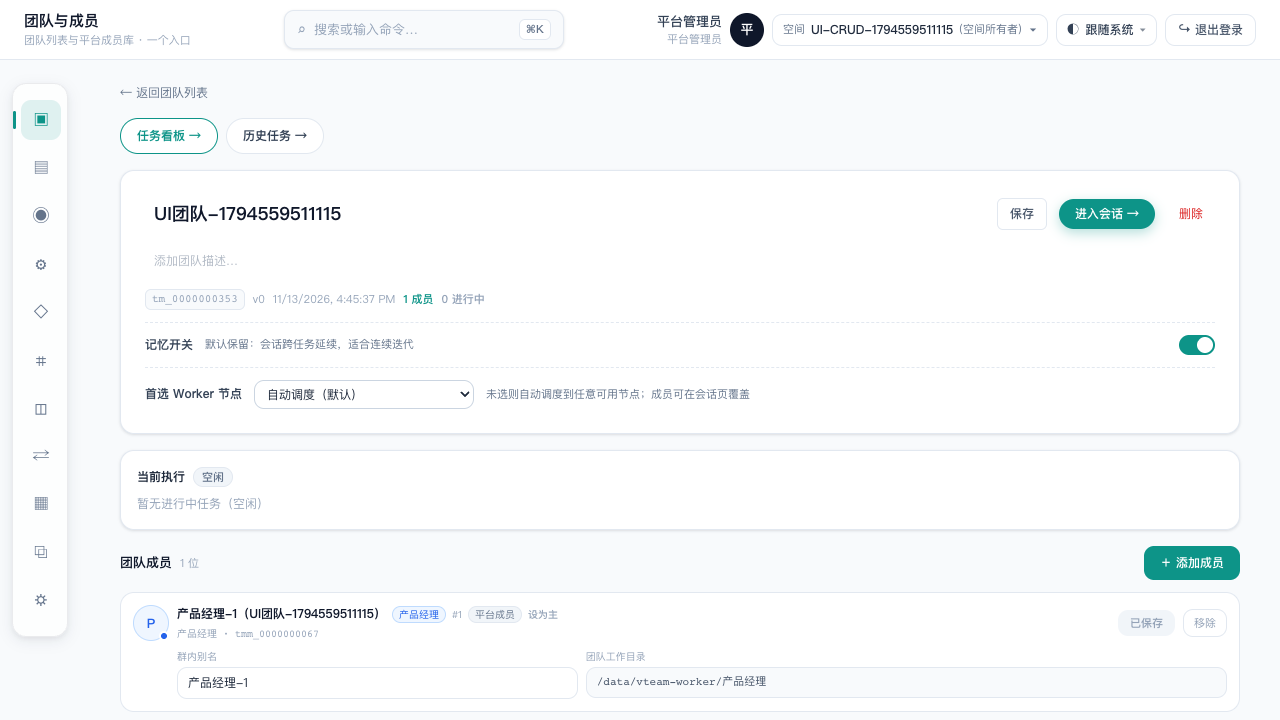 团队与成员
团队列表与平台成员库 · 一个入口
搜索或输入命令… ⌘K
平台管理员
平台管理员
平
空间 UI-CRUD-1794559511115 (空间所有者)
跟随系统
退出登录
← 返回团队列表
任务看板 →
历史任务 →
UI团队-1794559511115
保存
进入会话 →
删除
添加团队描述…
tm_0000000353 v0 11/13/2026, 4:45:37 PM 1 成员 0 进行中
记忆开关 默认保留：会话跨任务延续，适合连续迭代
首选 Worker 节点 自动调度（默认） 未选则自动调度到任意可用节点；成员可在会话页覆盖
当前执行 空闲
暂无进行中任务（空闲）
团队成员 1 位
+ 添加成员
P
产品经理-1（UI团队-1794559511115） 产品经理 #1 平台成员 设为主
产品经理 · tmm_0000000067
已保存
移除
群内别名
产品经理-1
团队工作目录
/data/vteam-worker/产品经理